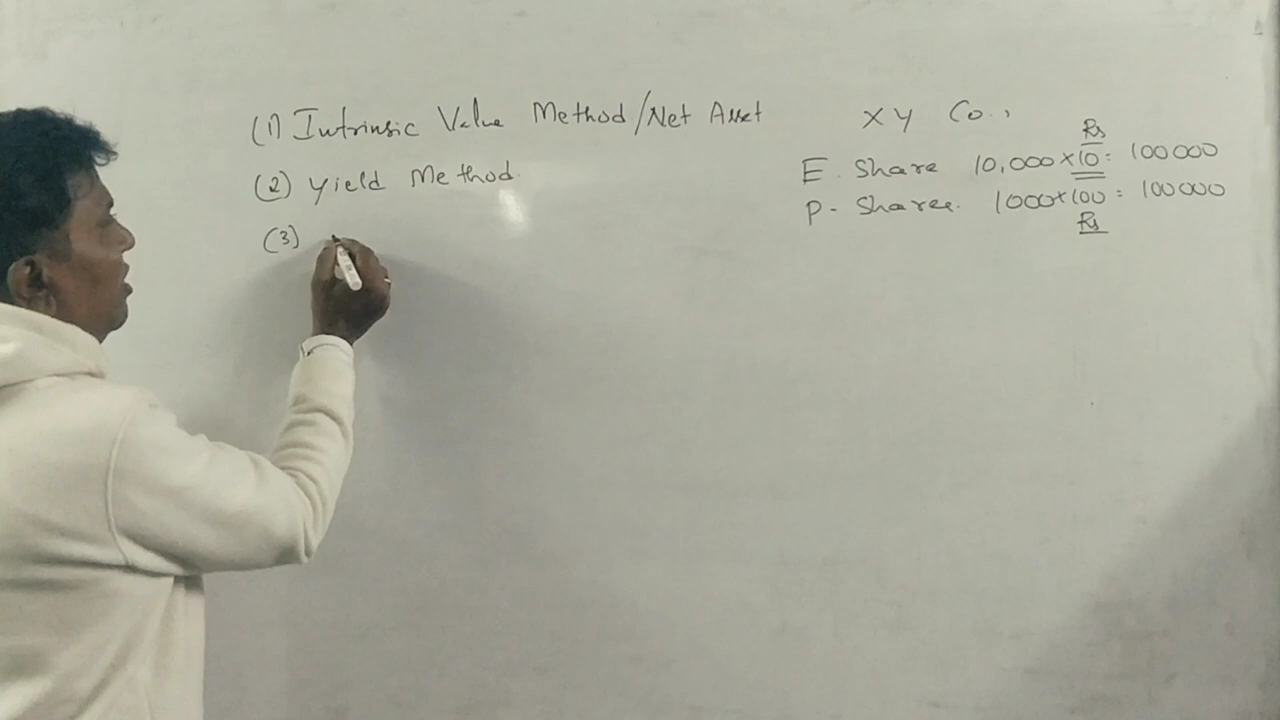 (1) Intrinsic Value Method/Net Asset
(2) Yield Method.
(3)
XY Co.,
Rs
E. Share 10,000×10= 100000
P- Shares. 1000×100= 100000
Rs